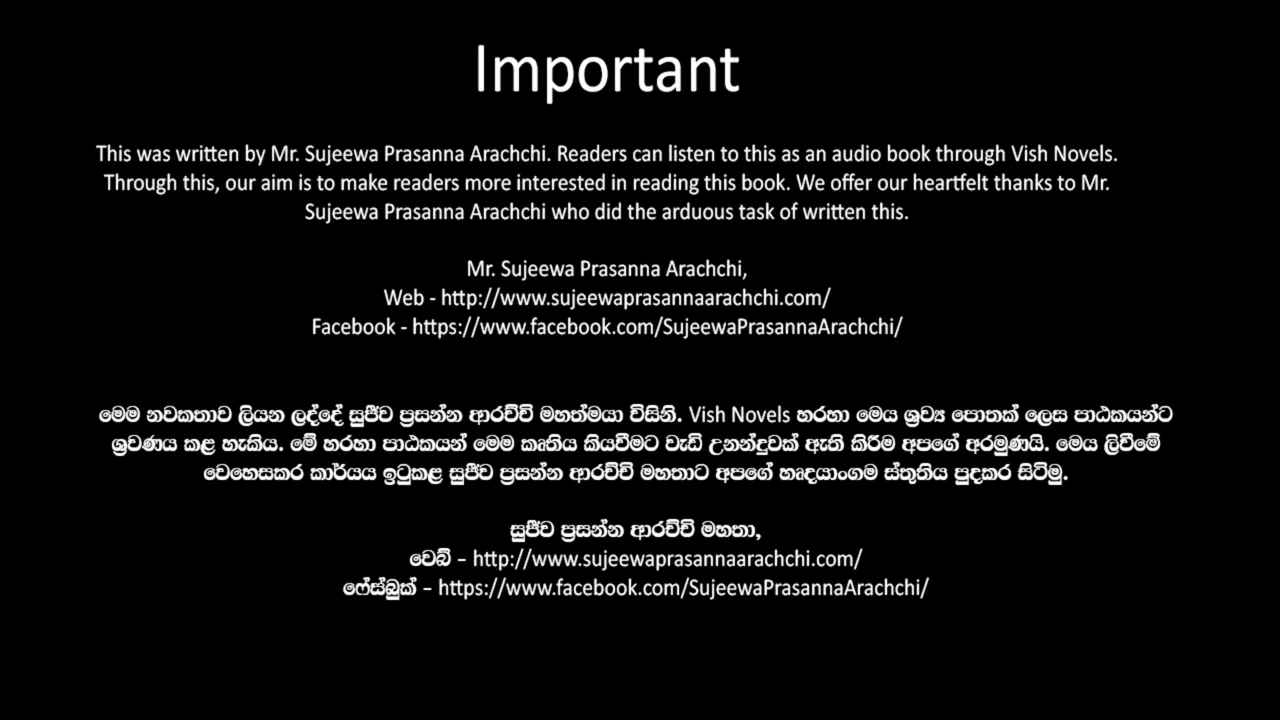 Important
This was written by Mr. Sujeewa Prasanna Arachchi. Readers can listen to this as an audio book through Vish Novels.
Through this, our aim is to make readers more interested in reading this book. We offer our heartfelt thanks to Mr.
Sujeewa Prasanna Arachchi who did the arduous task of written this.
Mr. Sujeewa Prasanna Arachchi,
Web - http://www.sujeewaprasannaarachchi.com/
Facebook - https://www.facebook.com/SujeewaPrasannaArachchi/
මෙම නවකතාව ලියන ලද්දේ සුජීව ප්‍රසන්න ආරච්චි මහත්මයා විසිනි. Vish Novels හරහා මෙය ශ්‍රව්‍ය පොතක් ලෙස පාඨකයන්ට
ශ්‍රවණය කළ හැකිය. මේ හරහා පාඨකයන් මෙම කෘතිය කියවීමට වැඩි උනන්දුවක් ඇති කිරීම අපගේ අරමුණයි. මෙය ලිවීමේ
වෙහෙසකර කාර්යය ඉටුකළ සුජීව ප්‍රසන්න ආරච්චි මහතාට අපගේ හෘදයාංගම ස්තූතිය පුදකර සිටිමු.
සුජීව ප්‍රසන්න ආරච්චි මහතා,
වෙබ් – http://www.sujeewaprasannaarachchi.com/
ෆේස්බුක් – https://www.facebook.com/SujeewaPrasannaArachchi/